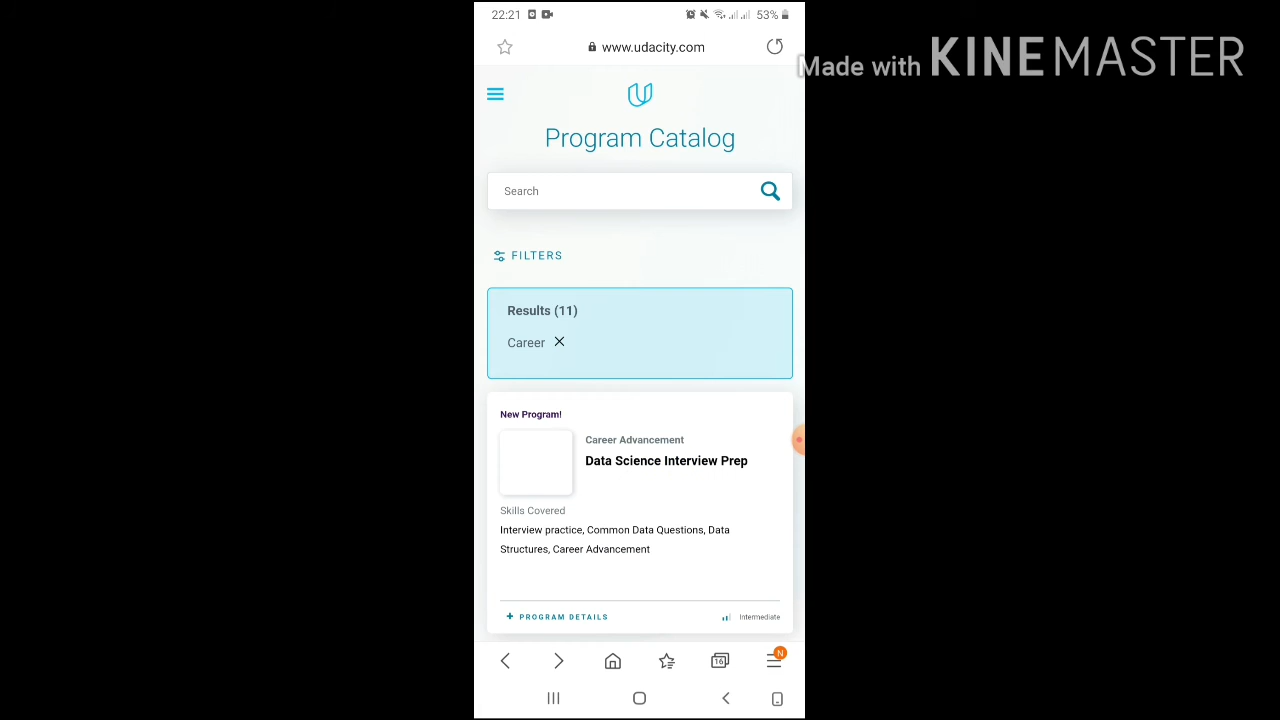 22:21
53%
www.udacity.com
Made with KINEMASTER
Program Catalog
Search
FILTERS
Results (11)
Career
New Program!
Career Advancement
Data Science Interview Prep
Skills Covered
Interview practice, Common Data Questions, Data
Structures, Career Advancement
+ PROGRAM DETAILS
Intermediate
16
N